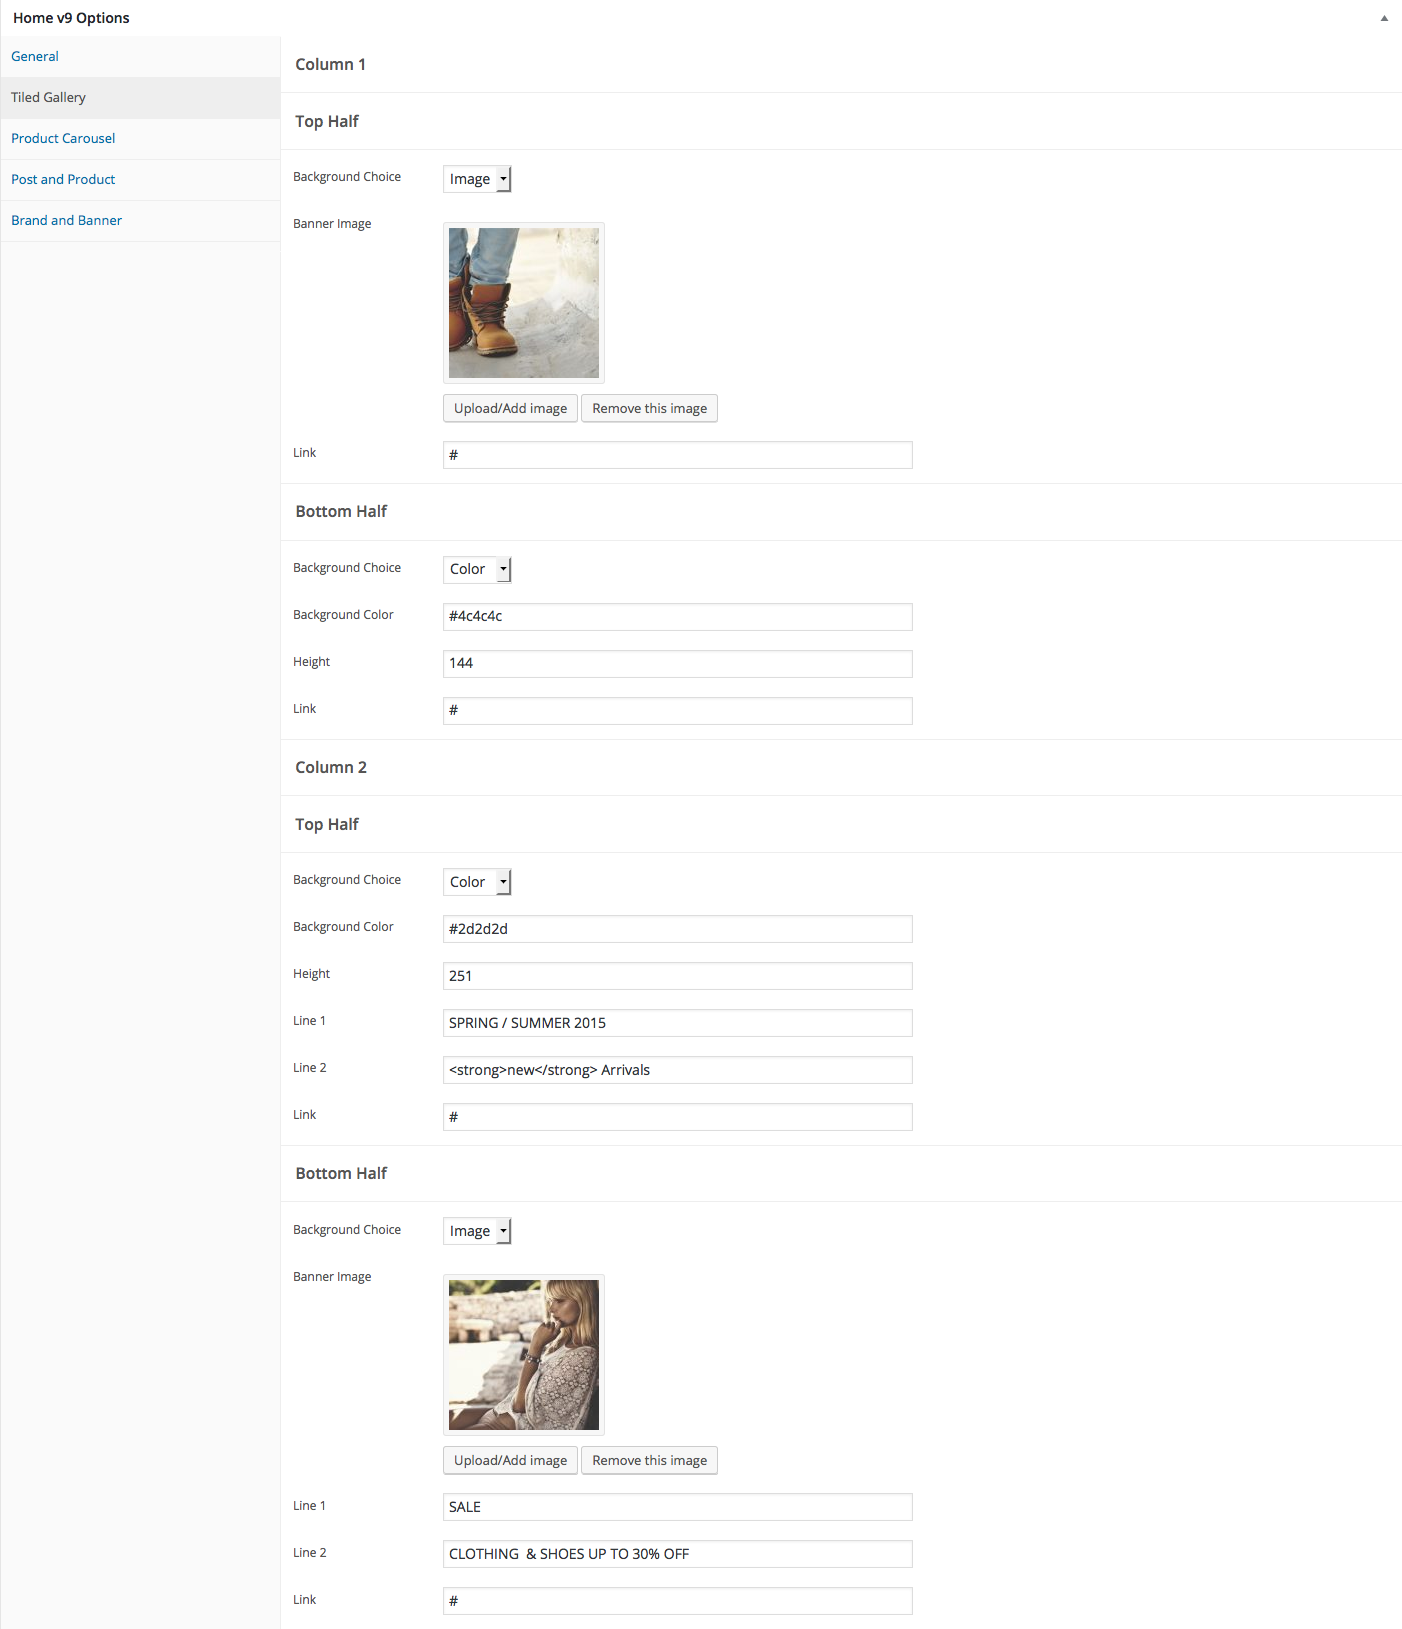 Home v9 Options
General
Tiled Gallery
Product Carousel
Post and Product
Brand and Banner
Column 1
Top Half
Background Choice Image
Banner Image
Upload/Add image Remove this image
Link #
Bottom Half
Background Choice Color
Background Color #4c4c4c
Height 144
Link #
Column 2
Top Half
Background Choice Color
Background Color #2d2d2d
Height 251
Line 1 SPRING / SUMMER 2015
Line 2 <strong>new</strong> Arrivals
Link #
Bottom Half
Background Choice Image
Banner Image
Upload/Add image Remove this image
Line 1 SALE
Line 2 CLOTHING  & SHOES UP TO 30% OFF
Link #